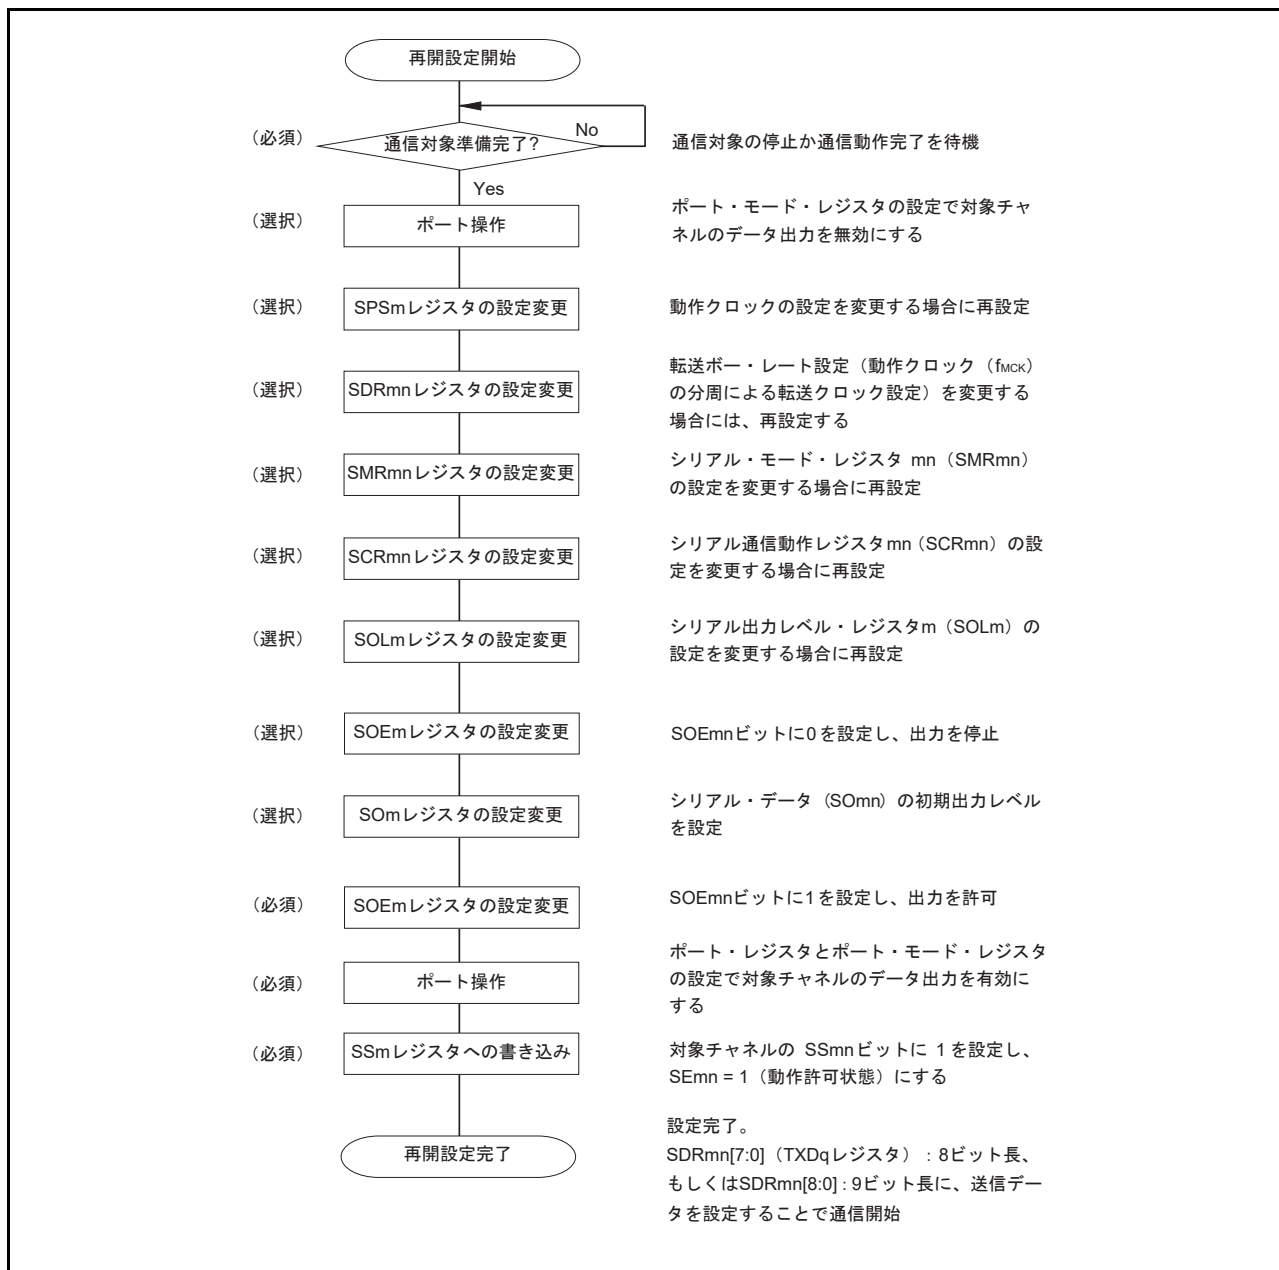 再開設定開始
（必須）
通信対象準備完了?
No
通信対象の停止か通信動作完了を待機
Yes
（選択）
ポート操作
ポート・モード・レジスタの設定で対象チャ
ネルのデータ出力を無効にする
（選択）
SPSmレジスタの設定変更
動作クロックの設定を変更する場合に再設定
（選択）
SDRmnレジスタの設定変更
転送ボー・レート設定（動作クロック（fMCK）
の分周による転送クロック設定）を変更する
場合には、再設定する
（選択）
SMRmnレジスタの設定変更
シリアル・モード・レジスタ mn（SMRmn）
の設定を変更する場合に再設定
（選択）
SCRmnレジスタの設定変更
シリアル通信動作レジスタmn（SCRmn）の設
定を変更する場合に再設定
（選択）
SOLmレジスタの設定変更
シリアル出力レベル・レジスタm（SOLm）の
設定を変更する場合に再設定
（選択）
SOEmレジスタの設定変更
SOEmnビットに0を設定し、出力を停止
（選択）
SOmレジスタの設定変更
シリアル・データ（SOmn）の初期出力レベル
を設定
（必須）
SOEmレジスタの設定変更
SOEmnビットに1を設定し、出力を許可
（必須）
ポート操作
ポート・レジスタとポート・モード・レジスタ
の設定で対象チャネルのデータ出力を有効に
する
（必須）
SSmレジスタへの書き込み
対象チャネルの SSmnビットに 1を設定し、
SEmn = 1（動作許可状態）にする
再開設定完了
設定完了。
SDRmn[7:0]（TXDqレジスタ）：8ビット長、
もしくはSDRmn[8:0]：9ビット長に、送信デー
タを設定することで通信開始